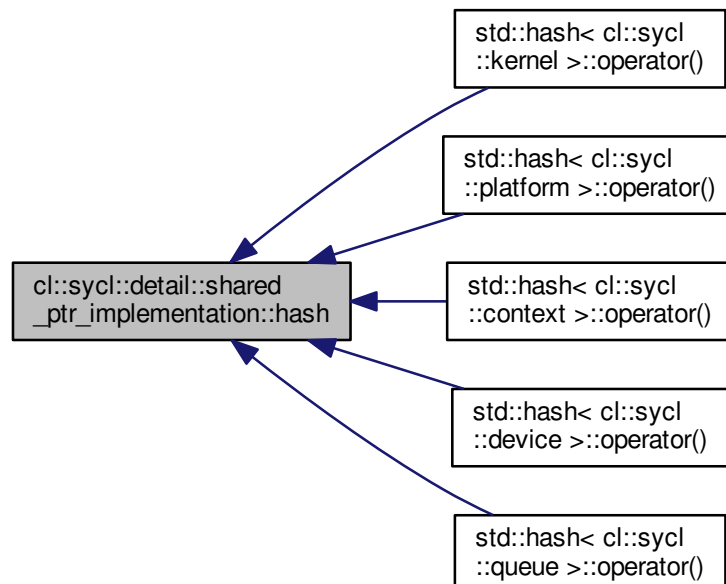 std::hash< cl::sycl
::kernel >::operator()
std::hash< cl::sycl
::platform >::operator()
cl::sycl::detail::shared
_ptr_implementation::hash
std::hash< cl::sycl
::context >::operator()
std::hash< cl::sycl
::device >::operator()
std::hash< cl::sycl
::queue >::operator()